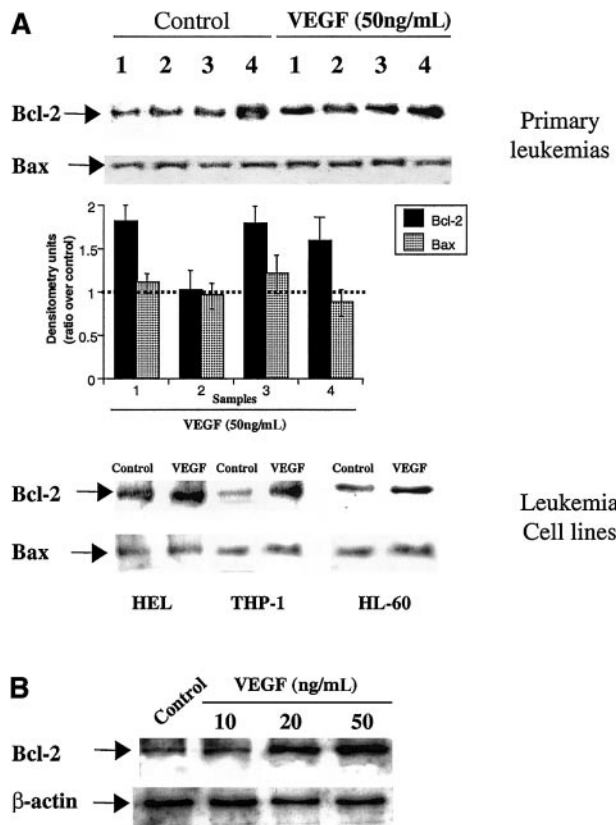 A
Control VEGF (50ng/mL)
1 2 3 4 1 2 3 4
Bcl-2
Primary
leukemias
Bax
Densitometry units
(ratio over control)
2
1.5
1
0.5
0
Bcl-2
Bax
1 2 3 4
Samples
VEGF (50ng/mL)
Control VEGF Control VEGF Control VEGF
Bcl-2
Leukemia
Cell lines
Bax
HEL THP-1 HL-60
B
Control
VEGF (ng/mL)
10 20 50
Bcl-2
β-actin